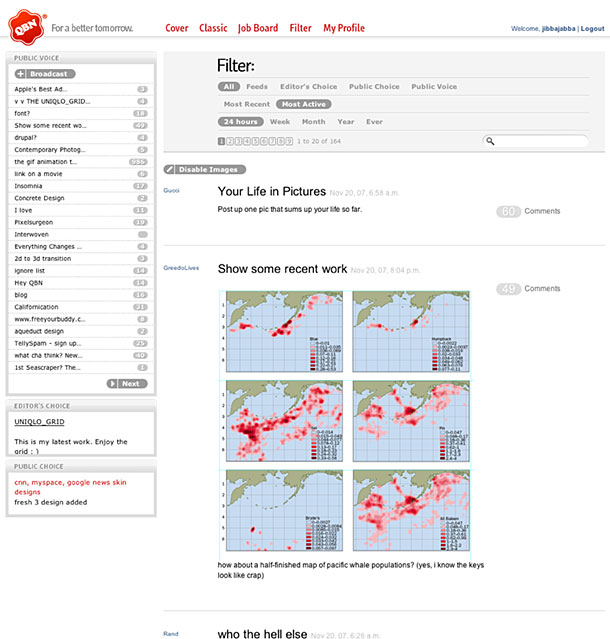 QBN
®
For a better tomorrow.
Cover Classic Job Board Filter My Profile
Welcome, jibbajabba | Logout
PUBLIC VOICE
+ Broadcast
Apple's Best Ad... 3
v v THE UNIQLO_GRID... 4
font? 18
Show some recent wo... 49
drupal? 4
Contemporary Photog... 5
the gif animation t... 986
link on a movie 6
Insomnia 17
Concrete Design 2
I love 11
Pixelsurgeon 19
Interwoven
Everything Changes ... 4
2d to 3d transition 3
ignore list 14
Hey QBN 14
blog 16
Californication 31
www.freeyourbuddy.c... 8
aqueduct design 2
TellySpam - sign up... 25
what cha think? New... 40
1st Seascraper? The... 1
Next
EDITOR'S CHOICE
UNIQLO_GRID
This is my latest work. Enjoy the
grid : )
PUBLIC CHOICE
cnn, myspace, google news skin
designs
fresh 3 design added
Filter:
All Feeds Editor's Choice Public Choice Public Voice
Most Recent Most Active
24 hours Week Month Year Ever
1 2 3 4 5 6 7 8 9 1 to 20 of 164
Disable Images
Gucci
Your Life in Pictures Nov 20, 07, 6:58 a.m.
Post up one pic that sums up your life so far.
60 Comments
GreedoLives
Show some recent work Nov 20, 07, 8:04 p.m.
49 Comments
Blue
Humpback
Fin
Bryde's
All Baleen
how about a half-finished map of pacific whale populations? (yes, i know the keys
look like crap)
Rand
who the hell else Nov 20, 07, 6:26 a.m.